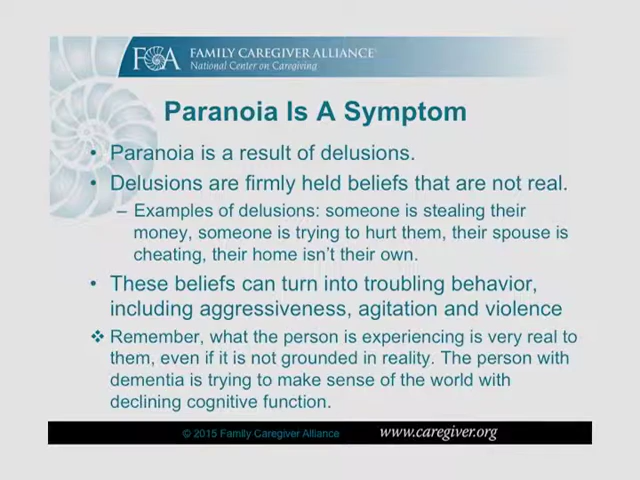 FCA FAMILY CAREGIVER ALLIANCE®
National Center on Caregiving
Paranoia Is A Symptom
• Paranoia is a result of delusions.
• Delusions are firmly held beliefs that are not real.
– Examples of delusions: someone is stealing their
money, someone is trying to hurt them, their spouse is
cheating, their home isn't their own.
• These beliefs can turn into troubling behavior,
including aggressiveness, agitation and violence
❖ Remember, what the person is experiencing is very real to
them, even if it is not grounded in reality. The person with
dementia is trying to make sense of the world with
declining cognitive function.
© 2015 Family Caregiver Alliance www.caregiver.org